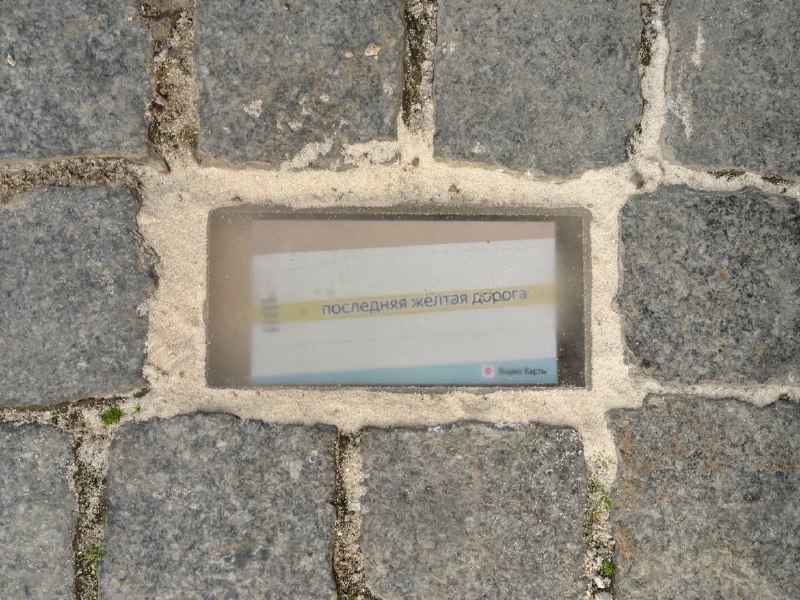 последняя жёлтая дорога
Яндекс Карты